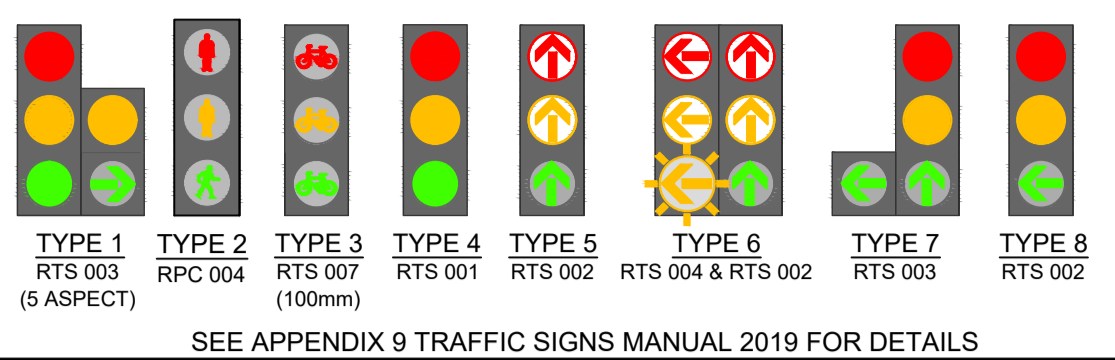 TYPE 1
RTS 003
(5 ASPECT)
TYPE 2
RPC 004
TYPE 3
RTS 007
(100mm)
TYPE 4
RTS 001
TYPE 5
RTS 002
TYPE 6
RTS 004 & RTS 002
TYPE 7
RTS 003
TYPE 8
RTS 002
SEE APPENDIX 9 TRAFFIC SIGNS MANUAL 2019 FOR DETAILS